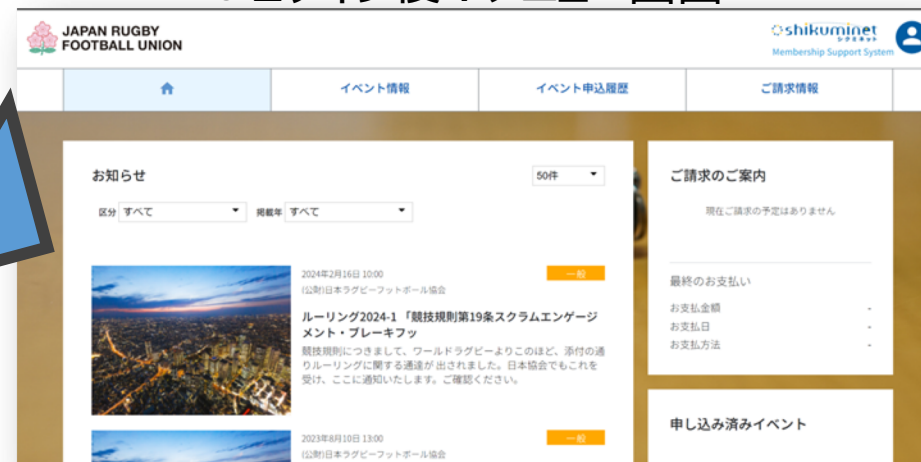 JAPAN RUGBY
FOOTBALL UNION
shikuminet
シクミネット
Membership Support System
イベント情報
イベント申込履歴
ご請求情報
お知らせ
50件
区分 すべて
掲載年 すべて
ご請求のご案内
現在ご請求の予定はありません
最終のお支払い
お支払金額 -
お支払日 -
お支払方法 -
2024年2月16日 10:00
一般
(公財)日本ラグビーフットボール協会
ルーリング2024-1 「競技規則第19条スクラムエンゲージ
メント・ブレーキフッ
競技規則につきまして、ワールドラグビーよりこのほど、添付の通
りルーリングに関する通達が出されました。日本協会でもこれを
受け、ここに通知いたします。ご確認ください。
申し込み済みイベント
2023年8月10日 13:00
一般
(公財)日本ラグビーフットボール協会